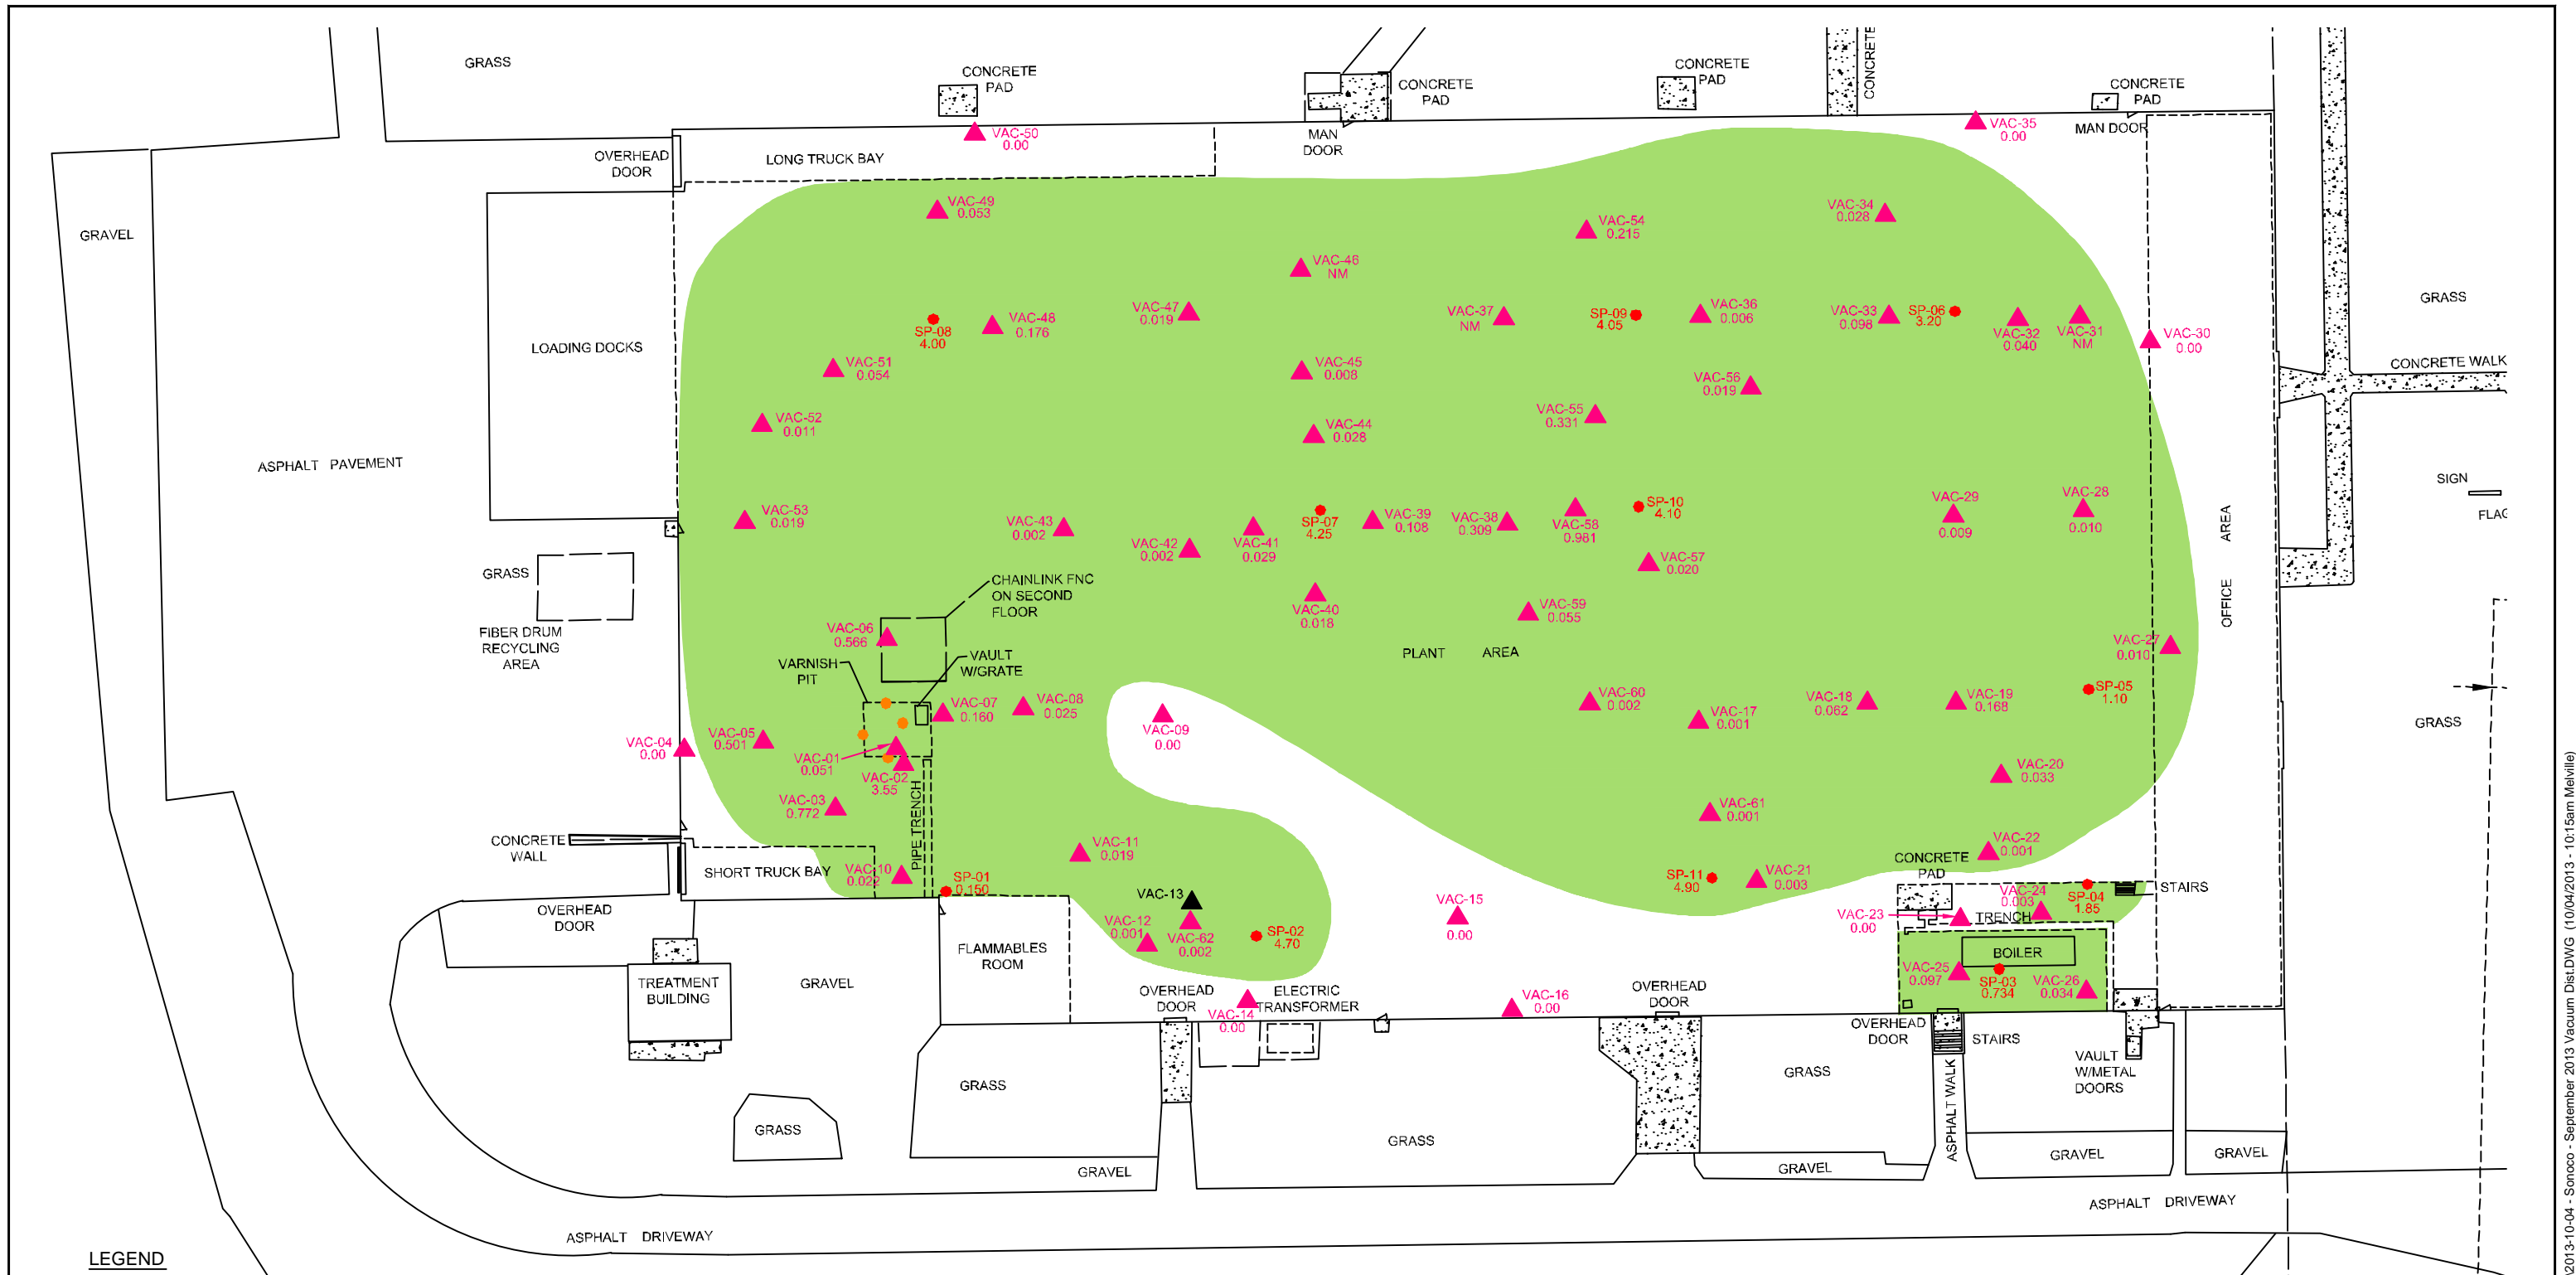 GRASS
CONCRETE
PAD
CONCRETE
PAD
CONCRETE
PAD
CONCRETE
CONCRETE
PAD
OVERHEAD
DOOR
LONG TRUCK BAY
VAC-50
0.00
MAN
DOOR
VAC-35
0.00
MAN DOOR
GRAVEL
VAC-49
0.053
VAC-54
0.215
VAC-34
0.028
VAC-46
NM
LOADING DOCKS
SP-08
4.00
VAC-48
0.176
VAC-47
0.019
VAC-37
NM
SP-09
4.05
VAC-36
0.006
VAC-33
0.098
SP-06
3.20
VAC-32
0.040
VAC-31
NM
VAC-30
0.00
GRASS
CONCRETE WALK
VAC-51
0.054
VAC-45
0.008
VAC-56
0.019
VAC-52
0.011
VAC-44
0.028
VAC-55
0.331
ASPHALT PAVEMENT
SIGN
FLAG
VAC-53
0.019
VAC-43
0.002
VAC-42
0.002
VAC-41
0.029
SP-07
4.25
VAC-39
0.108
VAC-38
0.309
VAC-58
0.981
SP-10
4.10
VAC-29
0.009
VAC-28
0.010
OFFICE AREA
GRASS
FIBER DRUM
RECYCLING
AREA
CHAINLINK FNC
ON SECOND
FLOOR
VAC-40
0.018
VAC-57
0.020
VAC-59
0.055
VAC-06
0.566
VARNISH
PIT
VAULT
W/GRATE
PLANT AREA
VAC-27
0.010
VAC-07
0.160
VAC-08
0.025
VAC-09
0.00
VAC-60
0.002
VAC-17
0.001
VAC-18
0.062
VAC-19
0.168
SP-05
1.10
GRASS
VAC-04
0.00
VAC-05
0.501
VAC-01
0.051
VAC-02
3.55
VAC-03
0.772
PIPE TRENCH
VAC-20
0.033
VAC-61
0.001
CONCRETE
WALL
SHORT TRUCK BAY
VAC-10
0.022
SP-01
0.150
VAC-11
0.019
VAC-22
0.001
CONCRETE
PAD
SP-11
4.90
VAC-21
0.003
VAC-13
VAC-12
0.001
VAC-62
0.002
SP-02
4.70
VAC-15
0.00
VAC-23
0.00
TRENCH
VAC-24
0.003
SP-04
1.85
STAIRS
OVERHEAD
DOOR
FLAMMABLES
ROOM
BOILER
VAC-25
0.097
SP-03
0.734
VAC-26
0.034
TREATMENT
BUILDING
GRAVEL
OVERHEAD
DOOR
ELECTRIC
TRANSFORMER
VAC-14
0.00
VAC-16
0.00
OVERHEAD
DOOR
OVERHEAD
DOOR
STAIRS
ASPHALT WALK
VAULT
W/METAL
DOORS
GRASS
GRASS
GRASS
GRASS
GRAVEL
GRAVEL
GRAVEL
GRAVEL
ASPHALT DRIVEWAY
ASPHALT DRIVEWAY
LEGEND
2013-10-04 - Sonoco - September 2013 Vacuum Dist.DWG (10/04/2013 - 10:15am Melville)